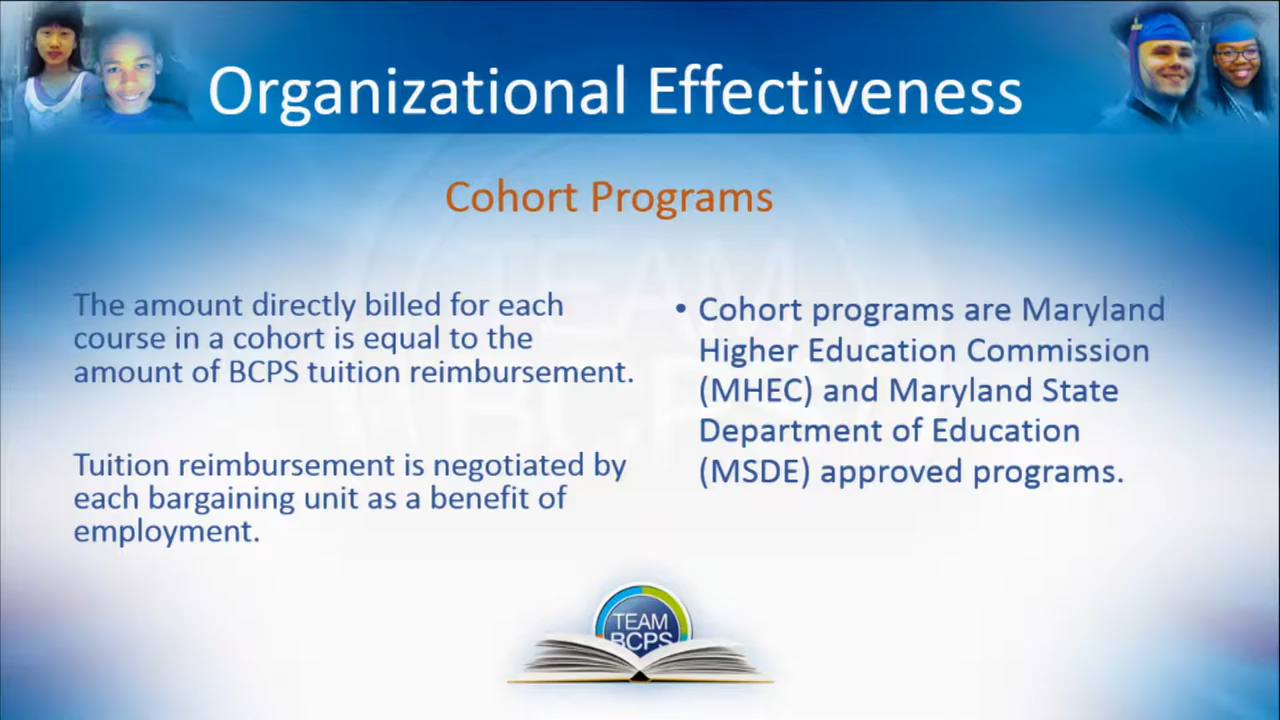 Organizational Effectiveness
Cohort Programs
The amount directly billed for each
course in a cohort is equal to the
amount of BCPS tuition reimbursement.
Tuition reimbursement is negotiated by
each bargaining unit as a benefit of
employment.
• Cohort programs are Maryland
Higher Education Commission
(MHEC) and Maryland State
Department of Education
(MSDE) approved programs.
TEAM
BCPS
TEAM
BCPS